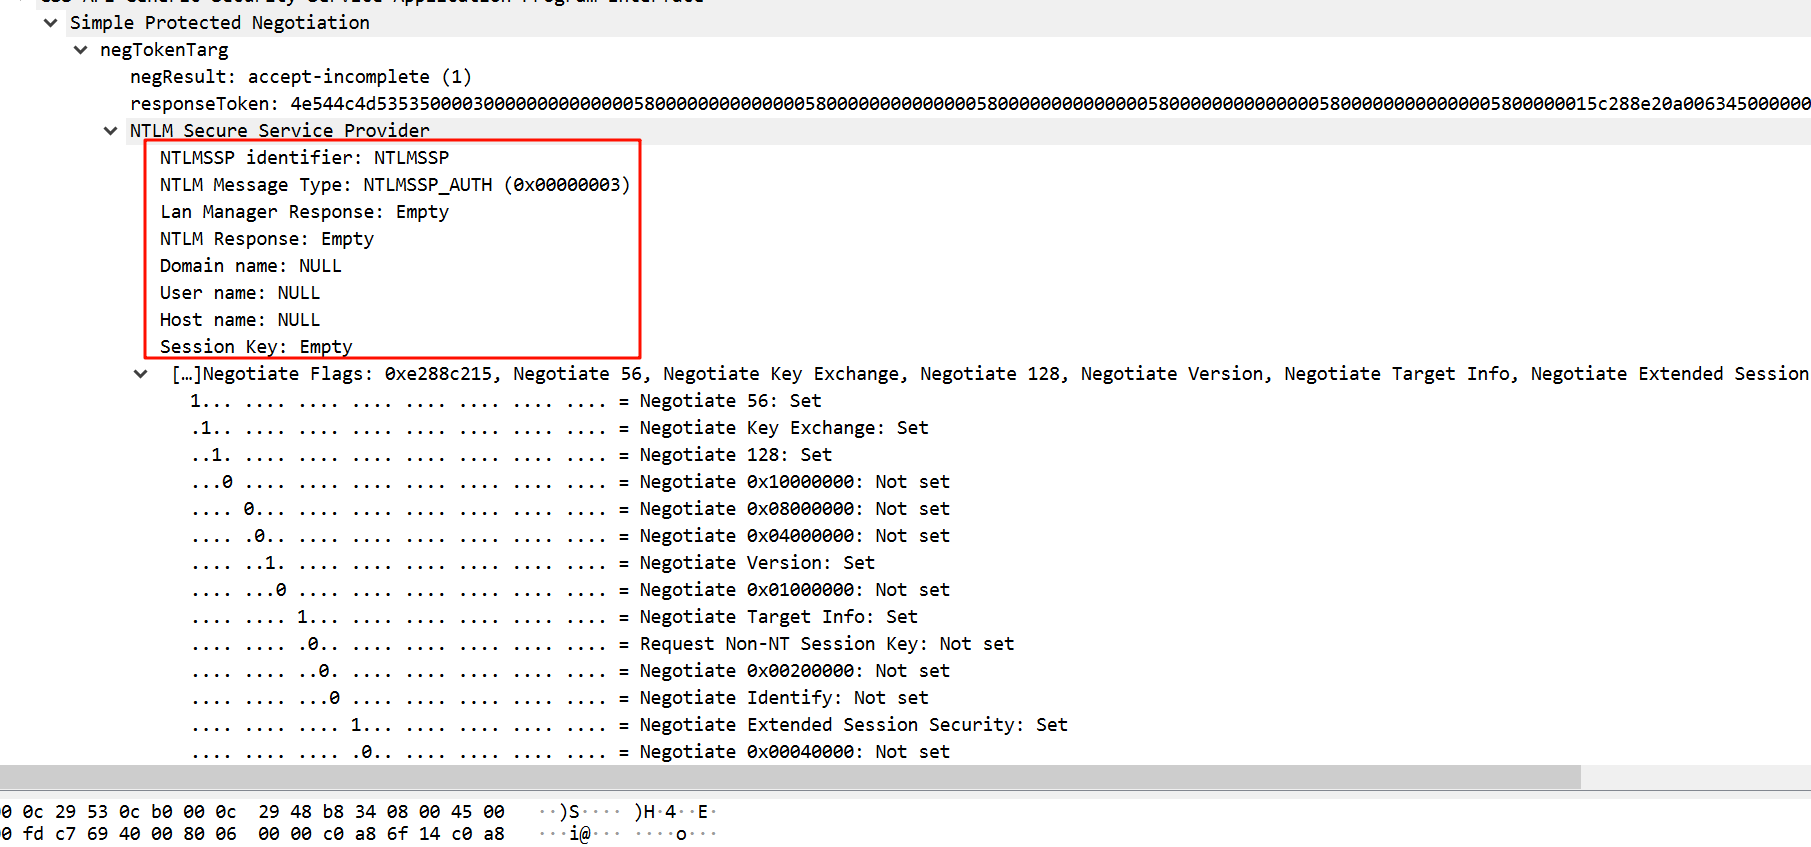 Simple Protected Negotiation
negTokenTarg
negResult: accept-incomplete (1)
NTLM Secure Service Provider
NTLMSSP identifier: NTLMSSP
NTLM Message Type: NTLMSSP_AUTH (0x00000003)
Lan Manager Response: Empty
NTLM Response: Empty
Domain name: NULL
User name: NULL
Host name: NULL
Session Key: Empty
[…]Negotiate Flags: 0xe288c215, Negotiate 56, Negotiate Key Exchange, Negotiate 128, Negotiate Version, Negotiate Target Info, Negotiate Extended Session
1... .... .... .... .... .... .... .... = Negotiate 56: Set
.1.. .... .... .... .... .... .... .... = Negotiate Key Exchange: Set
..1. .... .... .... .... .... .... .... = Negotiate 128: Set
...0 .... .... .... .... .... .... .... = Negotiate 0x10000000: Not set
.... 0... .... .... .... .... .... .... = Negotiate 0x08000000: Not set
.... .0.. .... .... .... .... .... .... = Negotiate 0x04000000: Not set
.... ..1. .... .... .... .... .... .... = Negotiate Version: Set
.... ...0 .... .... .... .... .... .... = Negotiate 0x01000000: Not set
.... .... 1... .... .... .... .... .... = Negotiate Target Info: Set
.... .... .0.. .... .... .... .... .... = Request Non-NT Session Key: Not set
.... .... ..0. .... .... .... .... .... = Negotiate 0x00200000: Not set
.... .... ...0 .... .... .... .... .... = Negotiate Identify: Not set
.... .... .... 1... .... .... .... .... = Negotiate Extended Session Security: Set
.... .... .... .0.. .... .... .... .... = Negotiate 0x00040000: Not set
0 0c 29 53 0c b0 00 0c 29 48 b8 34 08 00 45 00 ··)S···· )H·4··E·
0 fd c7 69 40 00 80 06 00 00 c0 a8 6f 14 c0 a8 ···i@··· ····o···